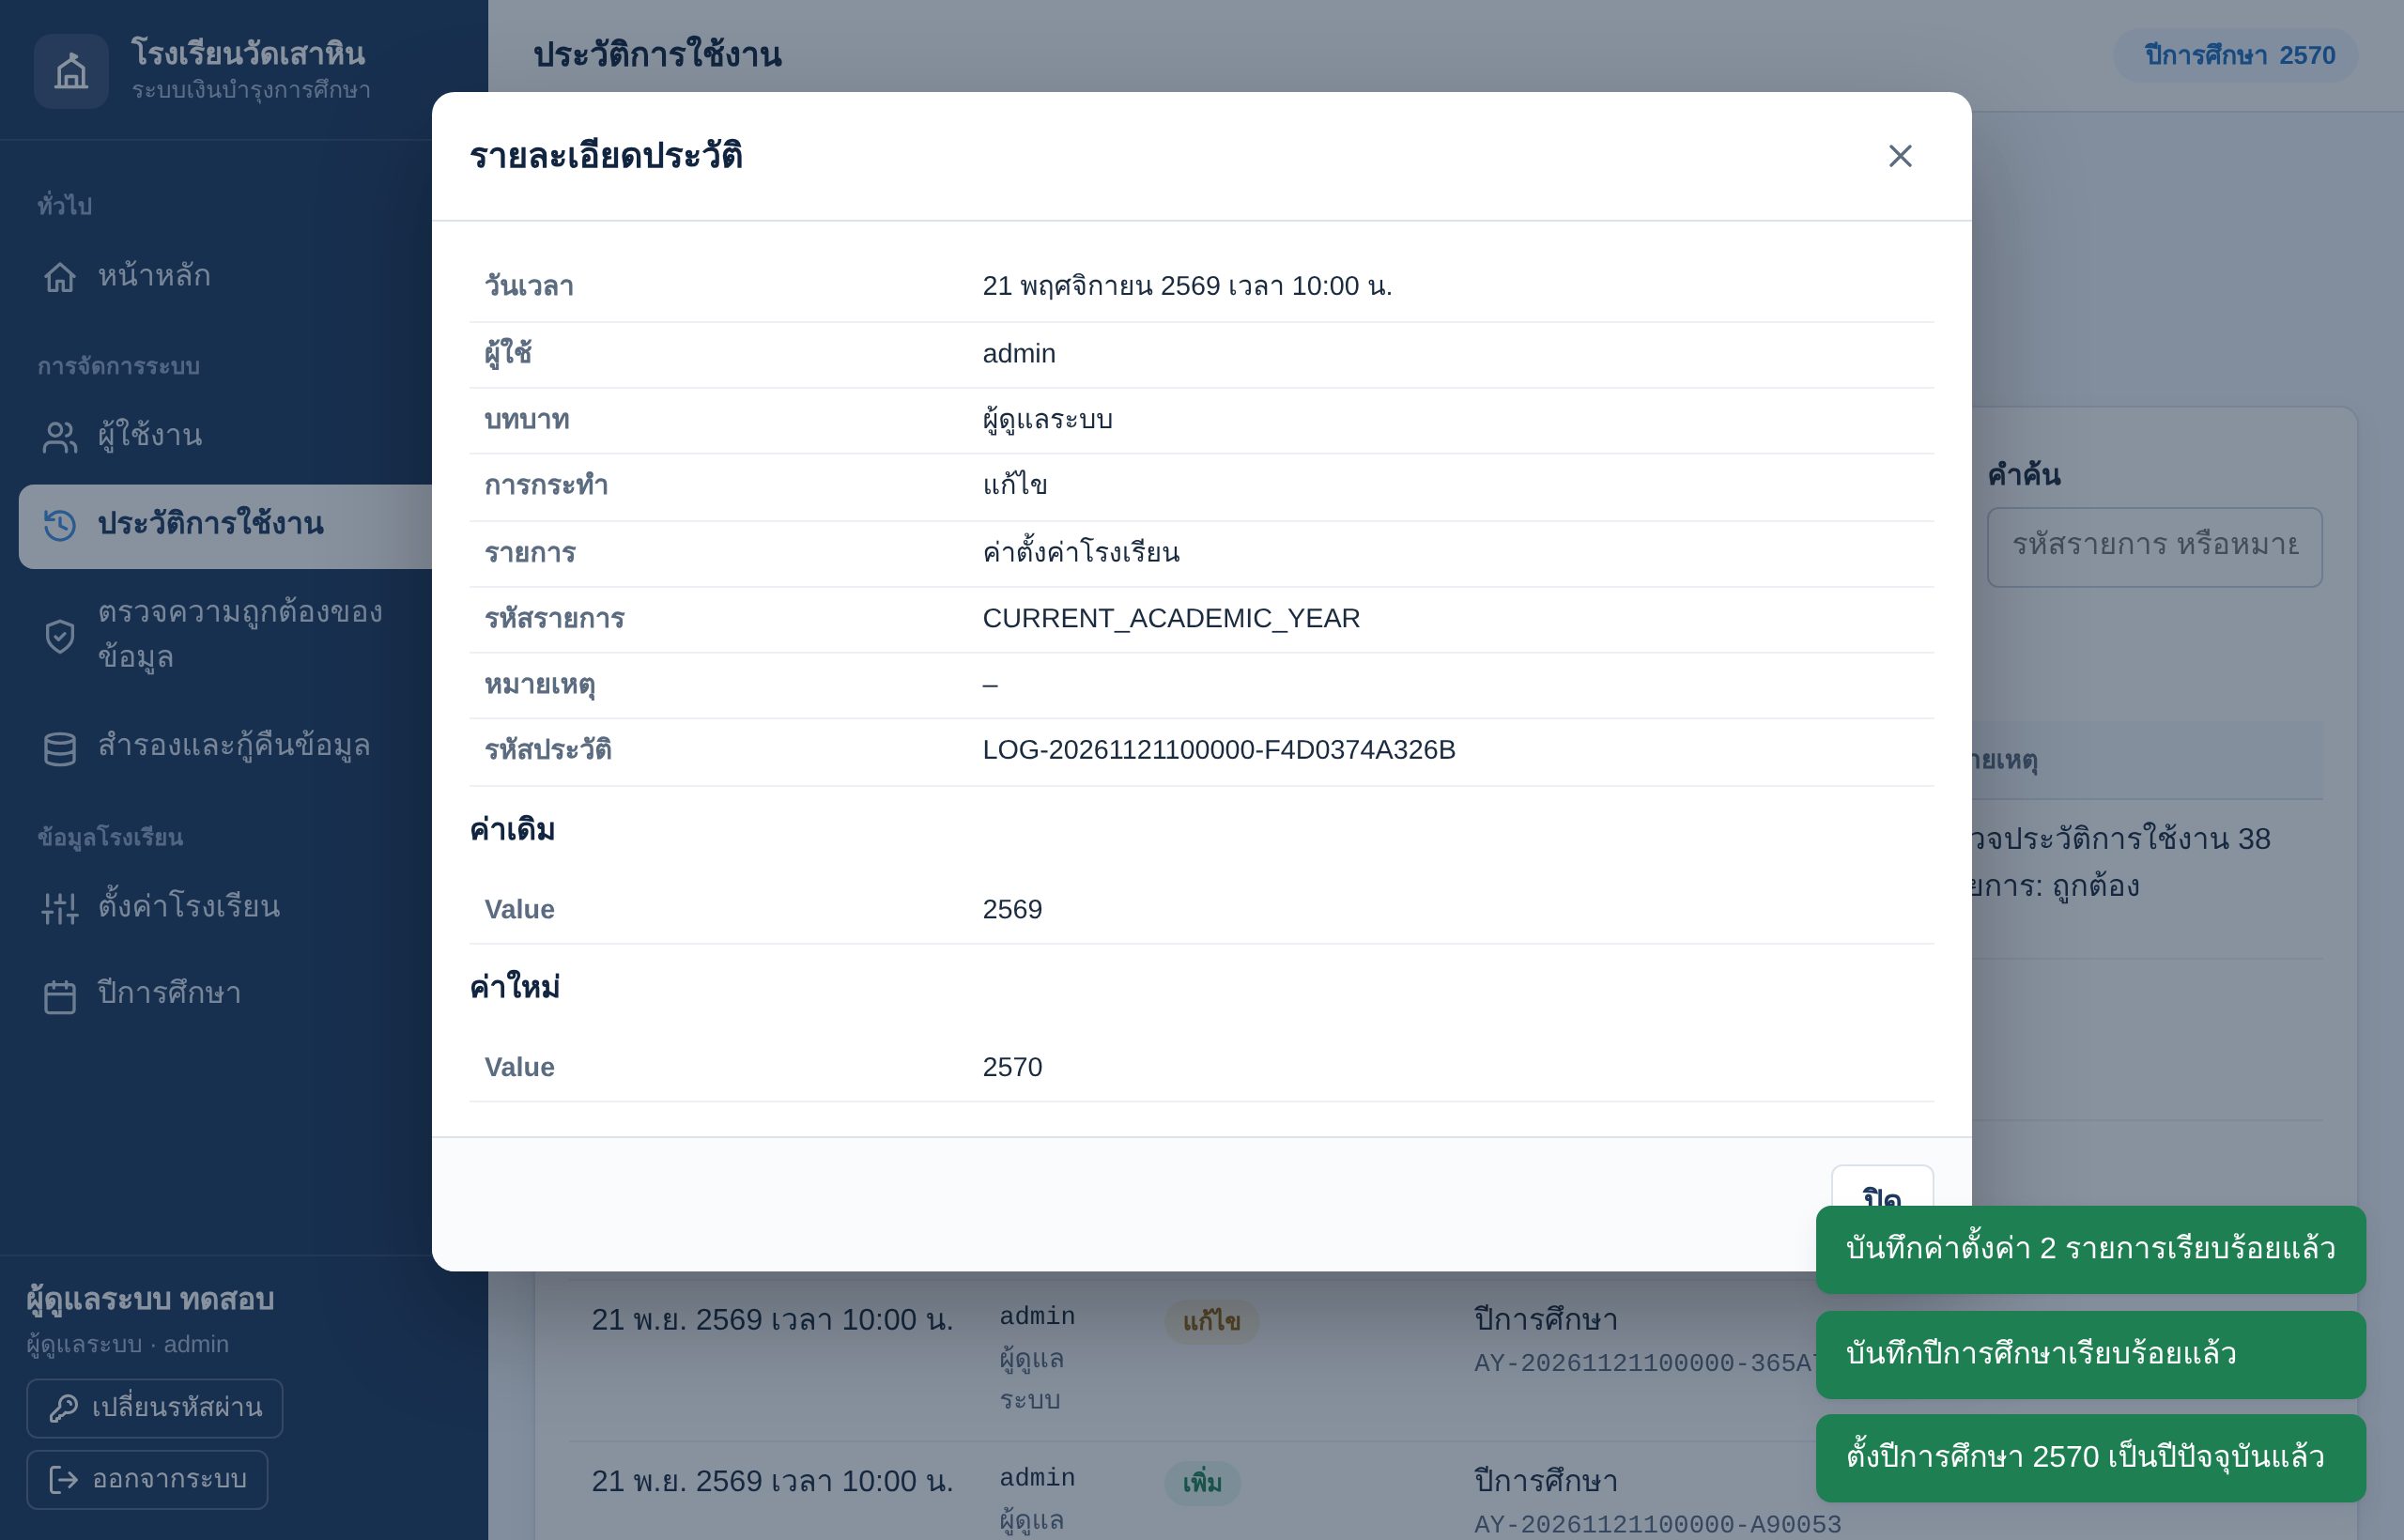 โรงเรียนวัดเสาหิน
ระบบเงินบำรุงการศึกษา
ทั่วไป
หน้าหลัก
การจัดการระบบ
ผู้ใช้งาน
ประวัติการใช้งาน
ตรวจความถูกต้องของ
ข้อมูล
สำรองและกู้คืนข้อมูล
ข้อมูลโรงเรียน
ตั้งค่าโรงเรียน
ปีการศึกษา
ผู้ดูแลระบบ ทดสอบ
ผู้ดูแลระบบ · admin
เปลี่ยนรหัสผ่าน
ออกจากระบบ
ประวัติการใช้งาน
ปีการศึกษา 2570
รายละเอียดประวัติ
วันเวลา 21 พฤศจิกายน 2569 เวลา 10:00 น.
ผู้ใช้ admin
บทบาท ผู้ดูแลระบบ
การกระทำ แก้ไข
รายการ ค่าตั้งค่าโรงเรียน
รหัสรายการ CURRENT_ACADEMIC_YEAR
หมายเหตุ –
รหัสประวัติ LOG-20261121100000-F4D0374A326B
ค่าเดิม
Value 2569
ค่าใหม่
Value 2570
ปิด
คำค้น
รหัสรายการ หรือหมายเ
ายเหตุ
วจประวัติการใช้งาน 38
ยการ: ถูกต้อง
21 พ.ย. 2569 เวลา 10:00 น. admin แก้ไข ปีการศึกษา
ผู้ดูแล AY-20261121100000-365A
ระบบ
21 พ.ย. 2569 เวลา 10:00 น. admin เพิ่ม ปีการศึกษา
ผู้ดูแล AY-20261121100000-A90053
บันทึกค่าตั้งค่า 2 รายการเรียบร้อยแล้ว
บันทึกปีการศึกษาเรียบร้อยแล้ว
ตั้งปีการศึกษา 2570 เป็นปีปัจจุบันแล้ว